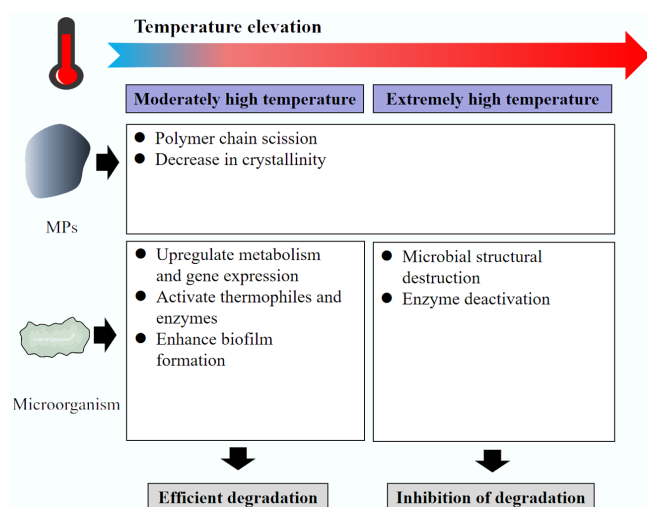 Temperature elevation
Moderately high temperature
Extremely high temperature
● Polymer chain scission
● Decrease in crystallinity
MPs
● Upregulate metabolism
and gene expression
● Activate thermophiles and
enzymes
● Enhance biofilm
formation
● Microbial structural
destruction
● Enzyme deactivation
Microorganism
Efficient degradation
Inhibition of degradation